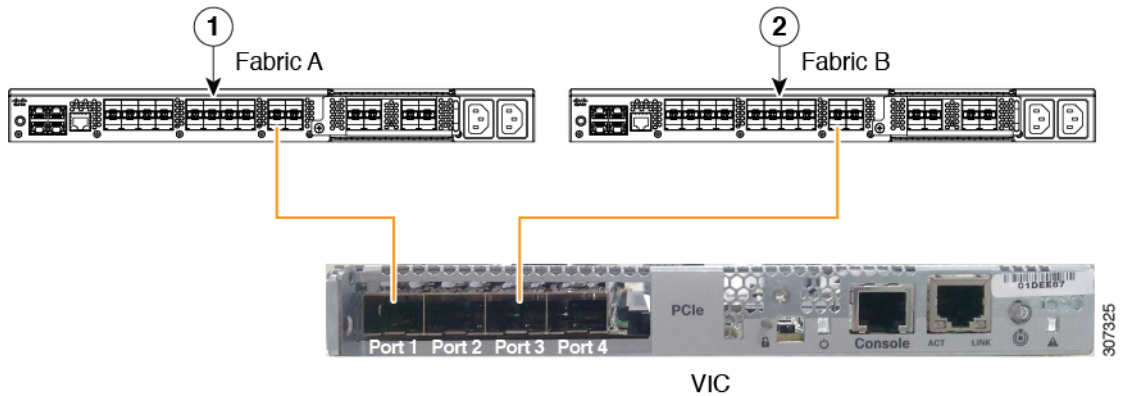 1
2
Fabric A
Fabric B
PCIe
01DEE87
Port 1 Port 2 Port 3 Port 4
Console ACT LINK
VIC
307325